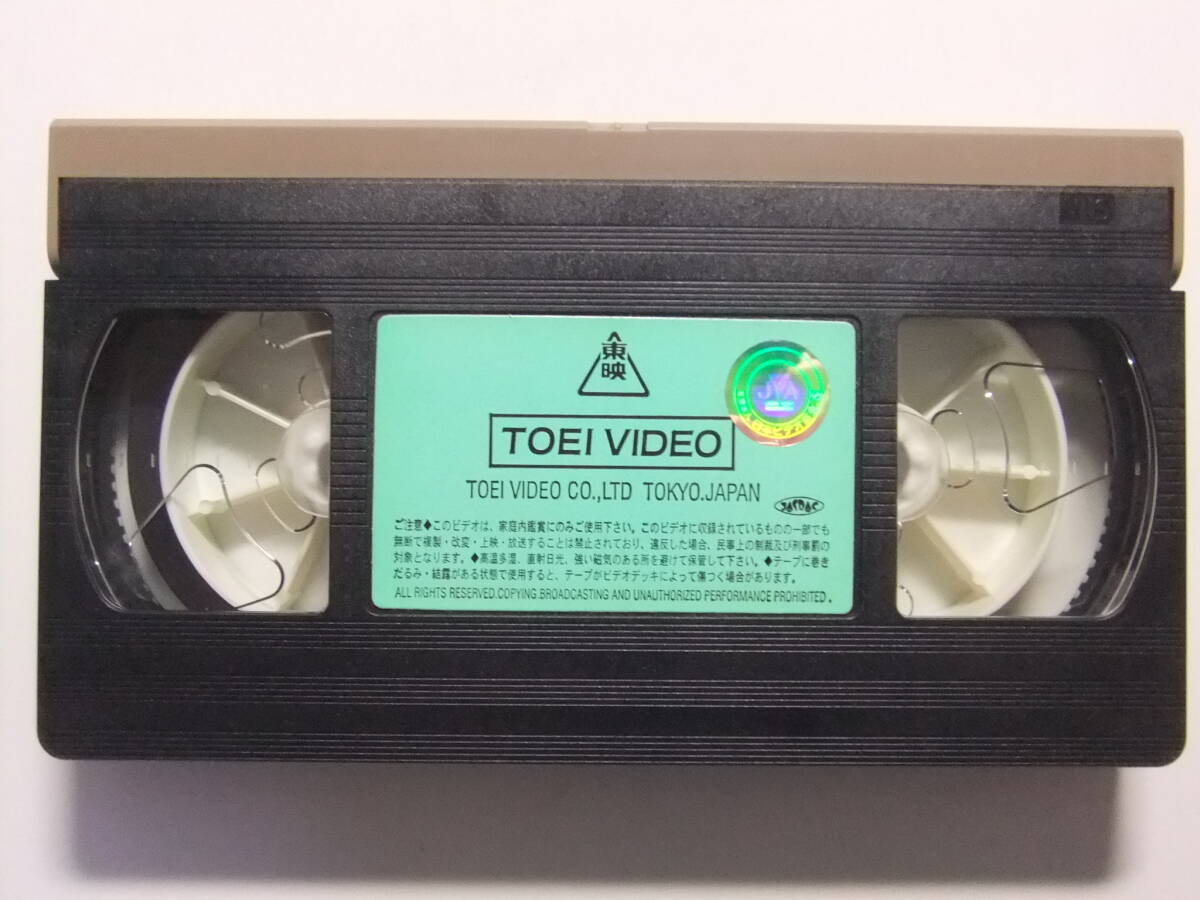 東映
JVA
TOEI VIDEO
TOEI VIDEO CO.,LTD TOKYO.JAPAN
JASRAC
ご注意◆このビデオは、家庭内鑑賞にのみご使用下さい。このビデオに収録されているものの一部でも
無断で複製・改変・上映・放送することは禁止されており、違反した場合、民事上の制裁及び刑事罰の
対象となります。◆高温多湿、直射日光、強い磁気のある所を避けて保管して下さい。◆テープに巻き
だるみ・結露がある状態で使用すると、テープがビデオデッキによって傷つく場合があります。
ALL RIGHTS RESERVED.COPYING.BROADCASTING AND UNAUTHORIZED PERFORMANCE PROHIBITED.